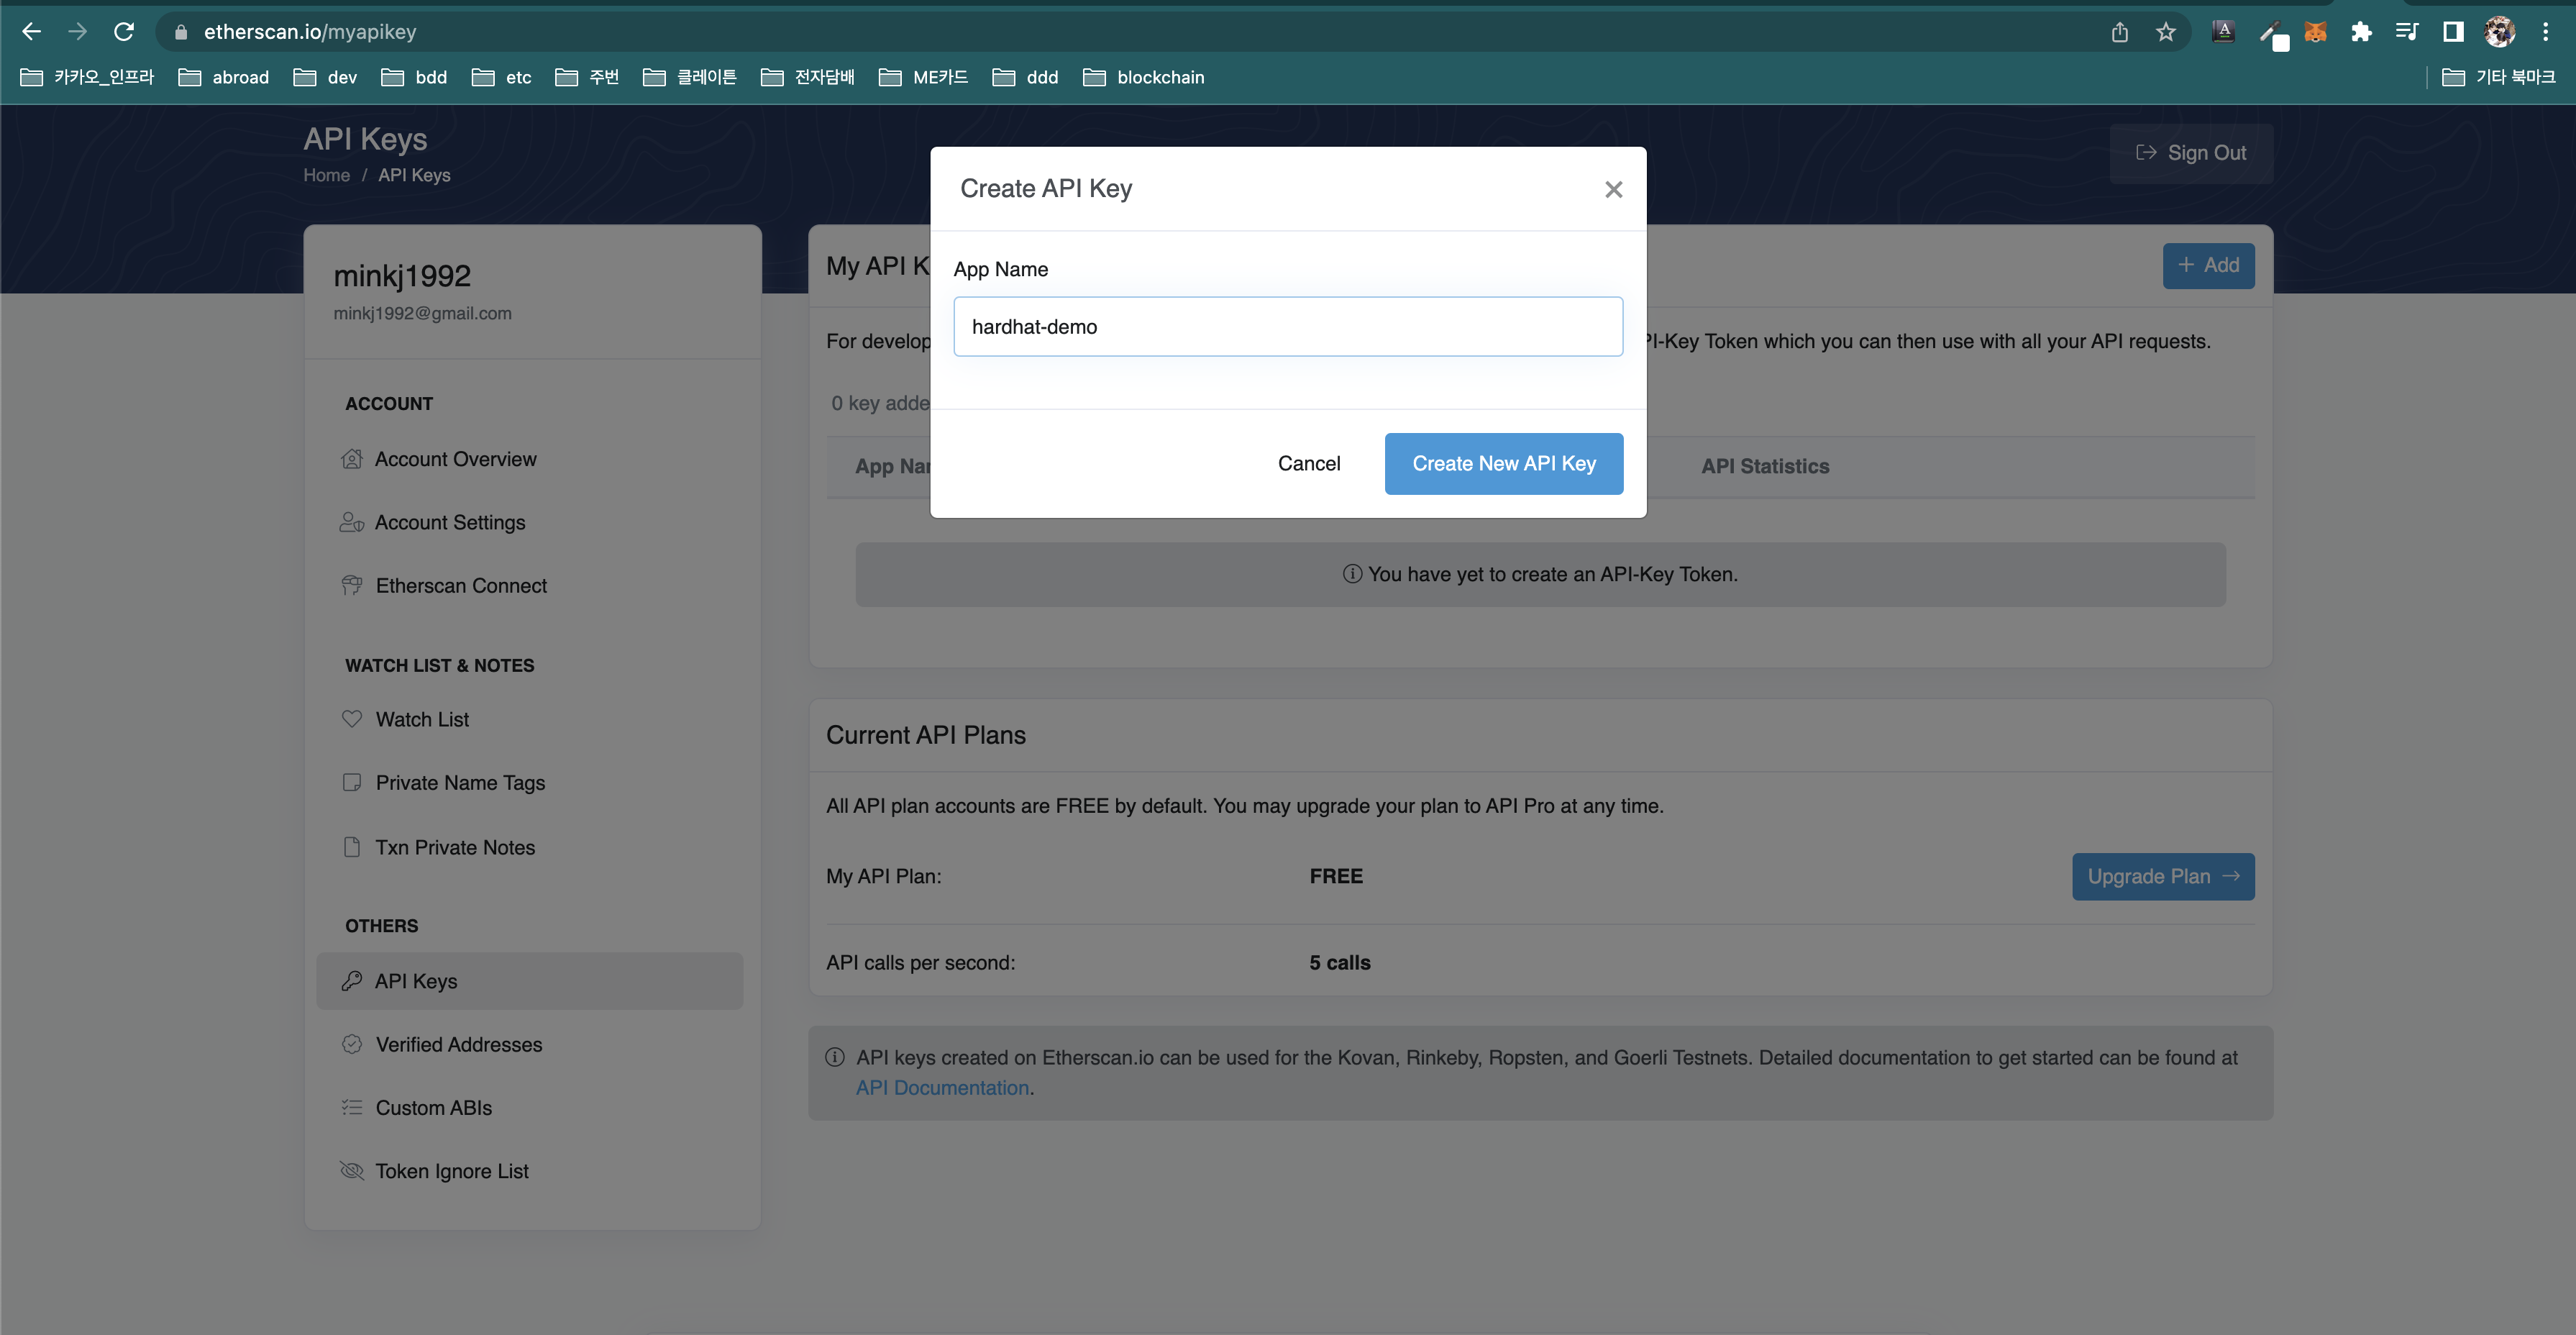 etherscan.io/myapikey
카카오_인프라 abroad dev bdd etc 주번 클레이튼 전자담배 ME카드 ddd blockchain 기타 북마크
API Keys
Home / API Keys
Sign Out
minkj1992
minkj1992@gmail.com
ACCOUNT
Account Overview
Account Settings
Etherscan Connect
WATCH LIST & NOTES
Watch List
Private Name Tags
Txn Private Notes
OTHERS
API Keys
Verified Addresses
Custom ABIs
Token Ignore List
Create API Key
App Name
hardhat-demo
Cancel Create New API Key
My API K
+ Add
For develop
PI-Key Token which you can then use with all your API requests.
0 key adde
App Nar API Statistics
You have yet to create an API-Key Token.
Current API Plans
All API plan accounts are FREE by default. You may upgrade your plan to API Pro at any time.
My API Plan: FREE Upgrade Plan →
API calls per second: 5 calls
API keys created on Etherscan.io can be used for the Kovan, Rinkeby, Ropsten, and Goerli Testnets. Detailed documentation to get started can be found at
API Documentation.